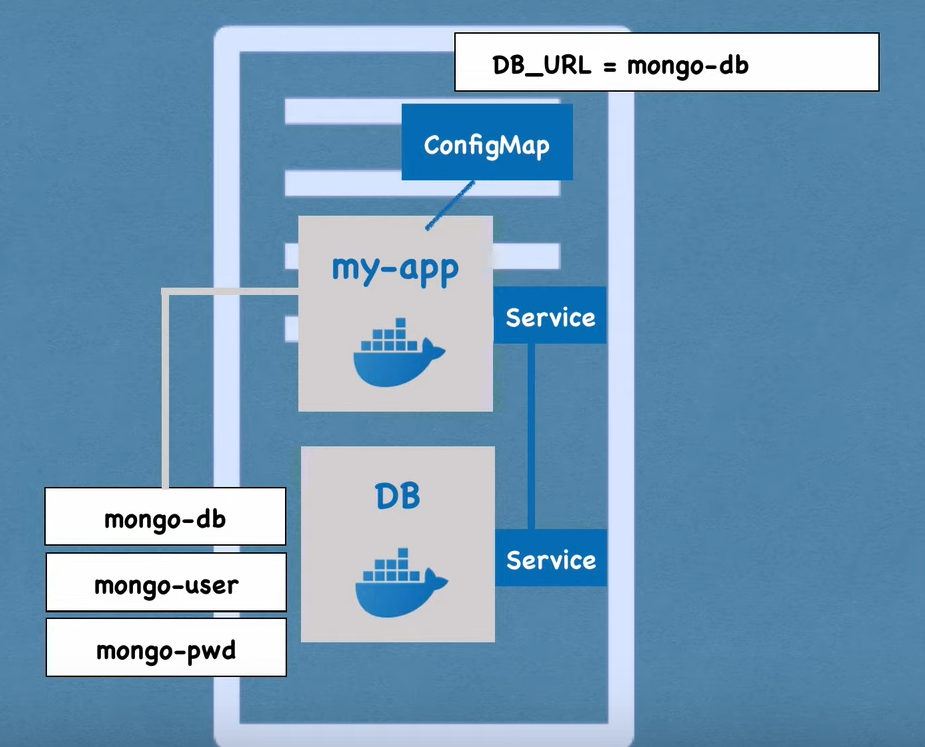 DB_URL = mongo-db
ConfigMap
my-app
Service
DB
Service
mongo-db
mongo-user
mongo-pwd